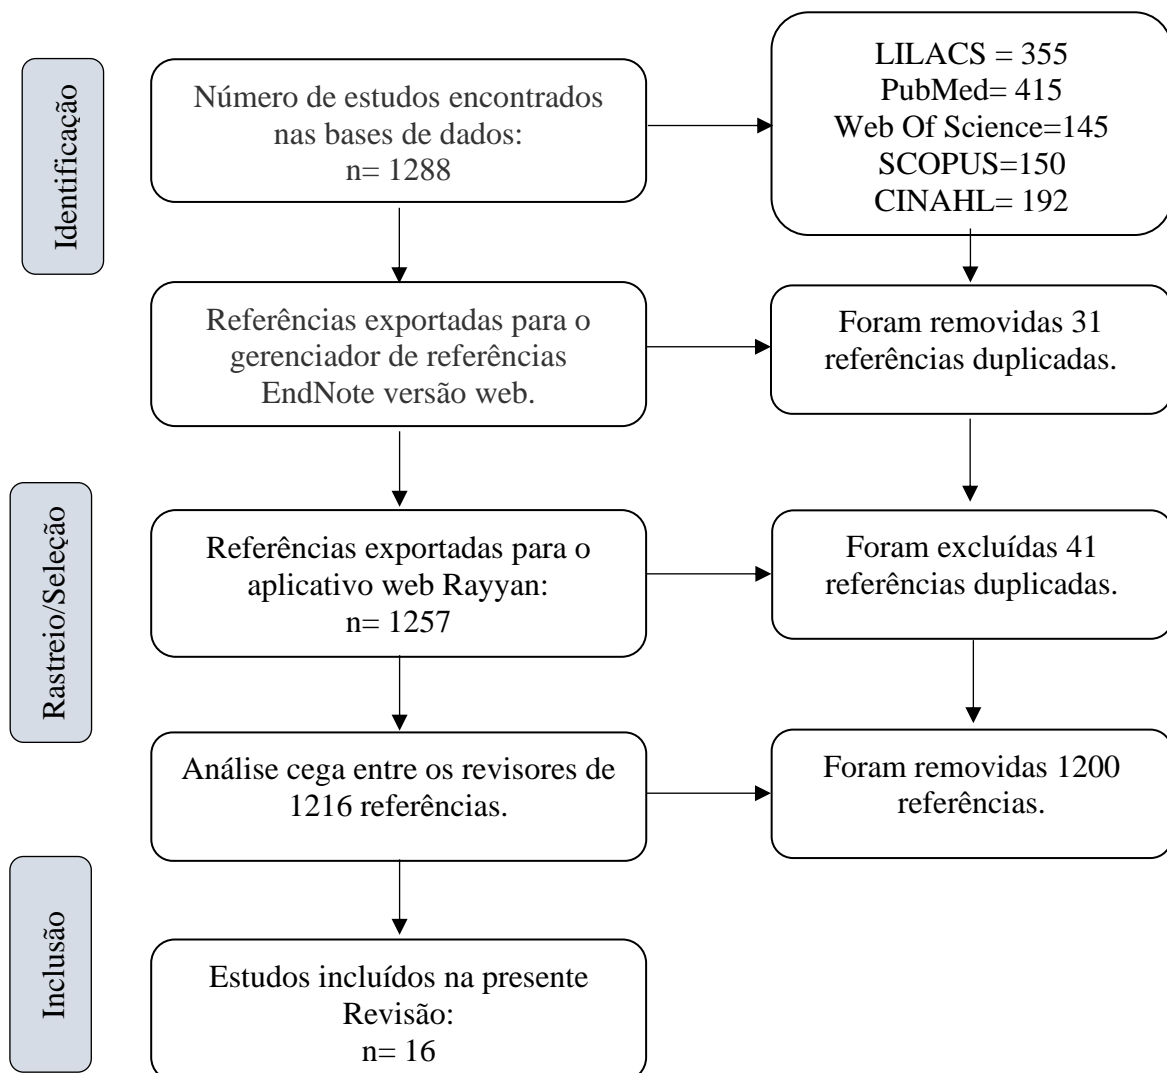 Identificação
Número de estudos encontrados
nas bases de dados:
n= 1288
LILACS = 355
PubMed= 415
Web Of Science=145
SCOPUS=150
CINAHL= 192
Referências exportadas para o
gerenciador de referências
EndNote versão web.
Foram removidas 31
referências duplicadas.
Rastreio/Seleção
Referências exportadas para o
aplicativo web Rayyan:
n= 1257
Foram excluídas 41
referências duplicadas.
Análise cega entre os revisores de
1216 referências.
Foram removidas 1200
referências.
Inclusão
Estudos incluídos na presente
Revisão:
n= 16